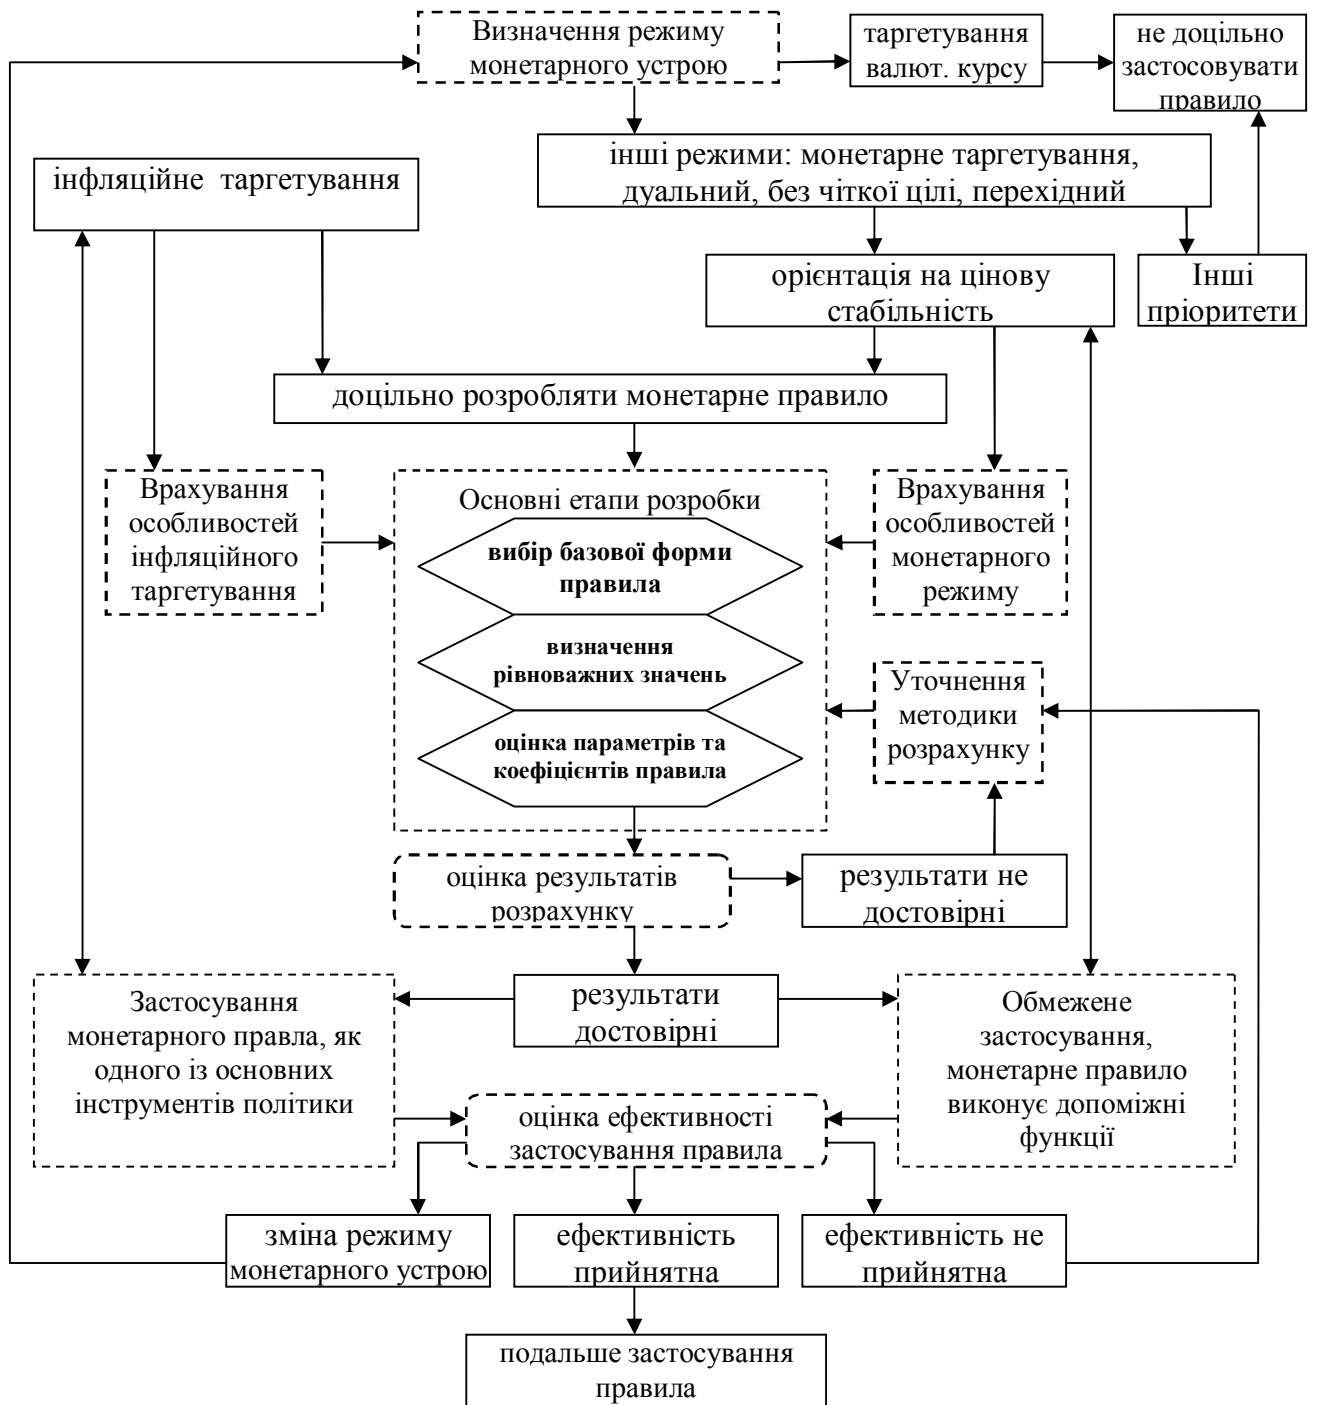 Визначення режиму
монетарного устрою
таргетування
валют. курсу
не доцільно
застосовувати
правило
інфляційне таргетування
інші режими: монетарне таргетування,
дуальний, без чіткої цілі, перехідний
орієнтація на цінову
стабільність
Інші
пріоритети
доцільно розробляти монетарне правило
Врахування
особливостей
інфляційного
таргетування
Основні етапи розробки
вибір базової форми
правила
визначення
рівноважних значень
оцінка параметрів та
коефіцієнтів правила
Врахування
особливостей
монетарного
режиму
Уточнення
методики
розрахунку
оцінка результатів
розрахунку
результати не
достовірні
Застосування
монетарного правла, як
одного із основних
інструментів політики
результати
достовірні
Обмежене
застосування,
монетарне правило
виконує допоміжні
функції
оцінка ефективності
застосування правила
зміна режиму
монетарного устрою
ефективність
прийнятна
ефективність не
прийнятна
подальше застосування
правила